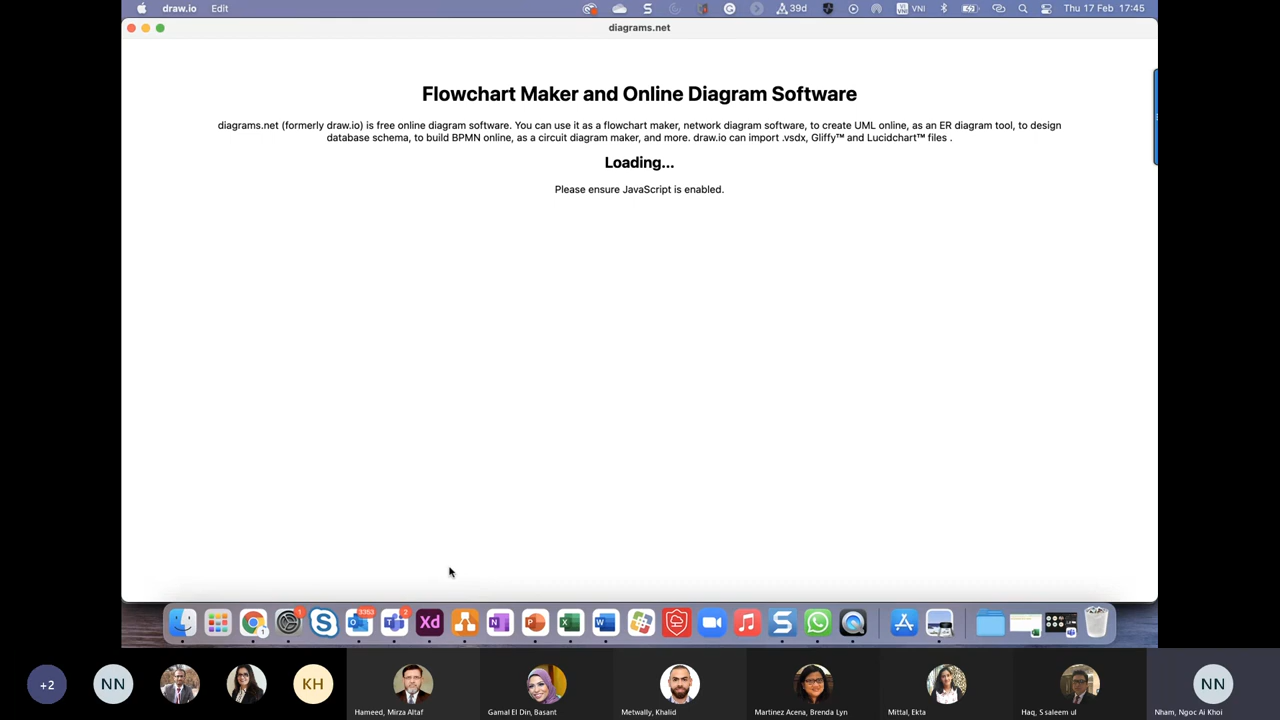 draw.io Edit 39d VNI Thu 17 Feb 17:45
diagrams.net
Flowchart Maker and Online Diagram Software
diagrams.net (formerly draw.io) is free online diagram software. You can use it as a flowchart maker, network diagram software, to create UML online, as an ER diagram tool, to design
database schema, to build BPMN online, as a circuit diagram maker, and more. draw.io can import .vsdx, Gliffy™ and Lucidchart™ files .
Loading...
Please ensure JavaScript is enabled.
1 3363 2
Xd N P X W S
+2 NN KH NN
Hameed, Mirza Altaf Gamal El Din, Basant Metwally, Khalid Martinez Acena, Brenda Lyn Mittal, Ekta Haq, S saleem ul Nham, Ngoc Ai Khoi